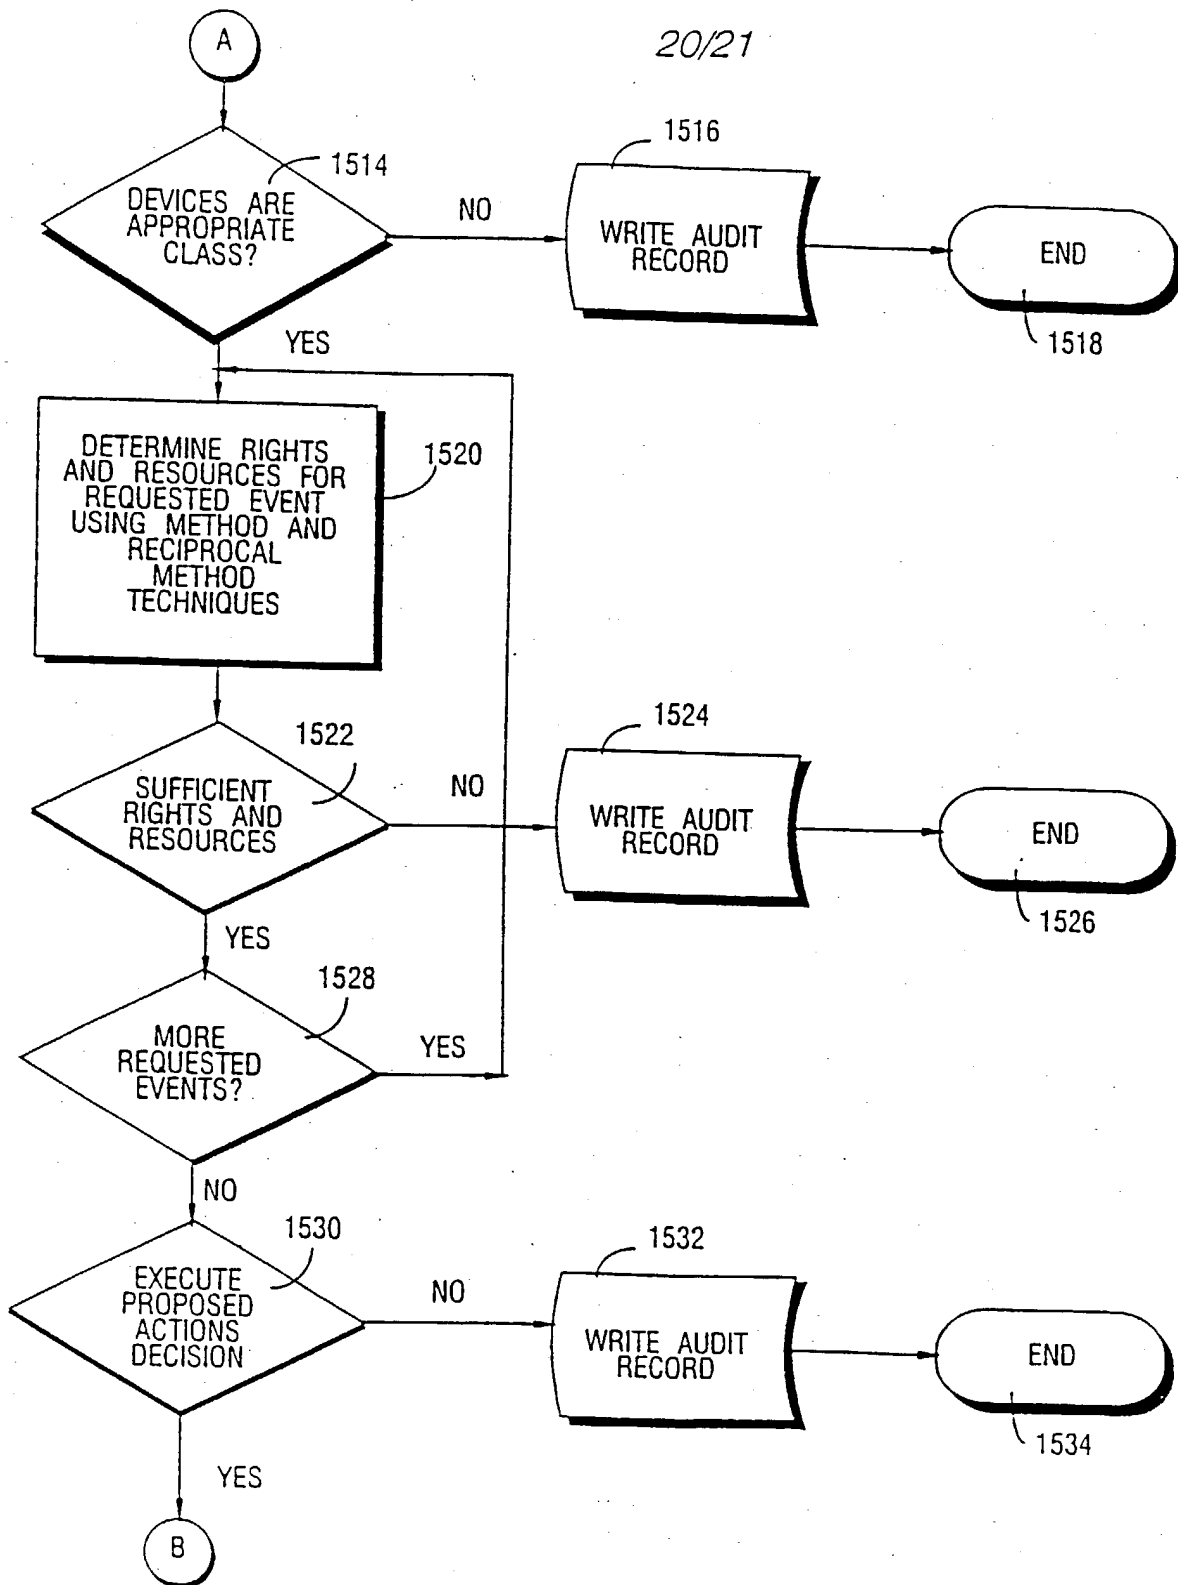 A
20/21
1514
DEVICES ARE
APPROPRIATE
CLASS?
NO
1516
WRITE AUDIT
RECORD
END
1518
YES
DETERMINE RIGHTS
AND RESOURCES FOR
REQUESTED EVENT
USING METHOD AND
RECIPROCAL
METHOD
TECHNIQUES
1520
1522
SUFFICIENT
RIGHTS AND
RESOURCES
NO
1524
WRITE AUDIT
RECORD
END
1526
YES
1528
MORE
REQUESTED
EVENTS?
YES
NO
1530
EXECUTE
PROPOSED
ACTIONS
DECISION
NO
1532
WRITE AUDIT
RECORD
END
1534
YES
B